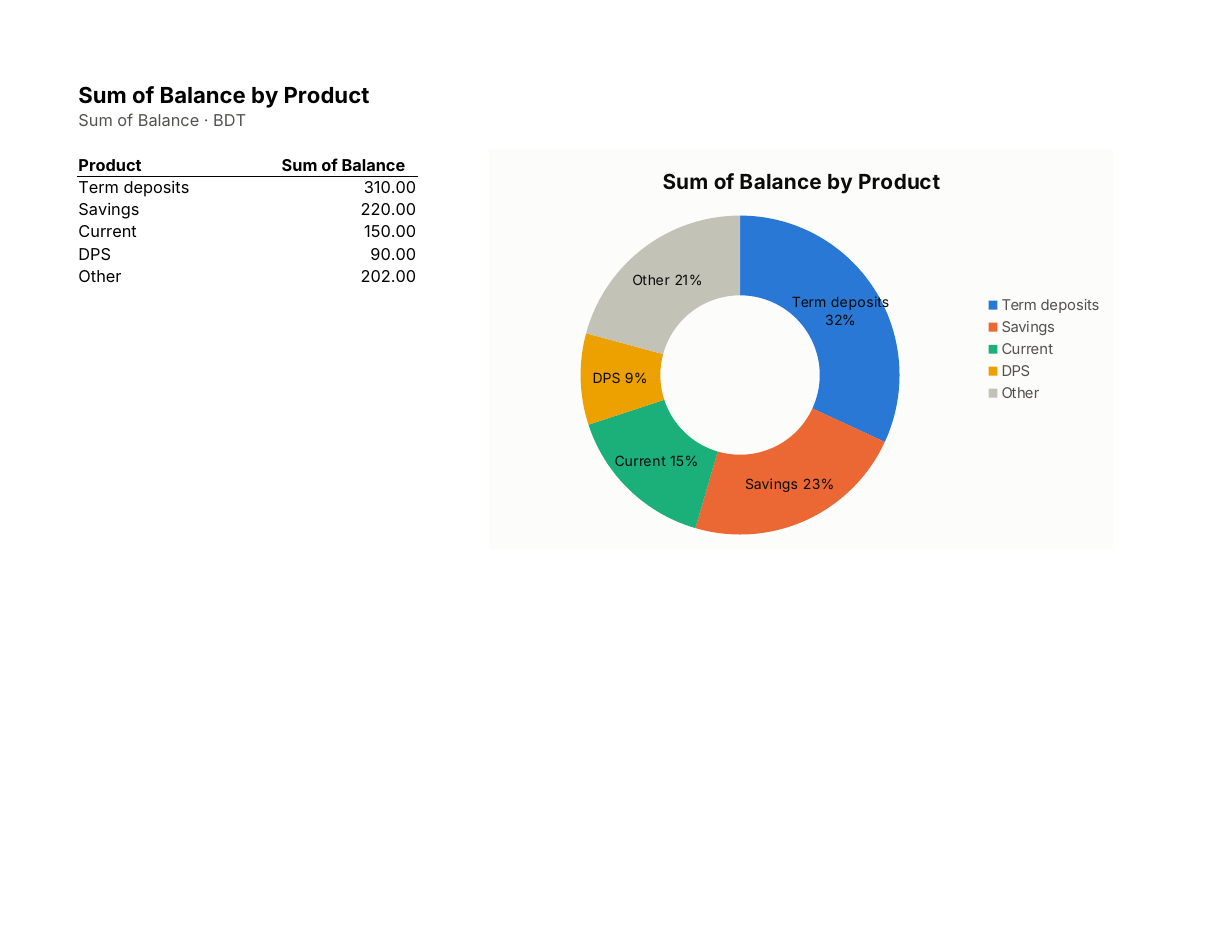 Sum of Balance by Product
Sum of Balance · BDT
Product Sum of Balance
Term deposits 310.00
Savings 220.00
Current 150.00
DPS 90.00
Other 202.00
Sum of Balance by Product
Other 21%
Term deposits
32%
DPS 9%
Current 15%
Savings 23%
Term deposits
Savings
Current
DPS
Other